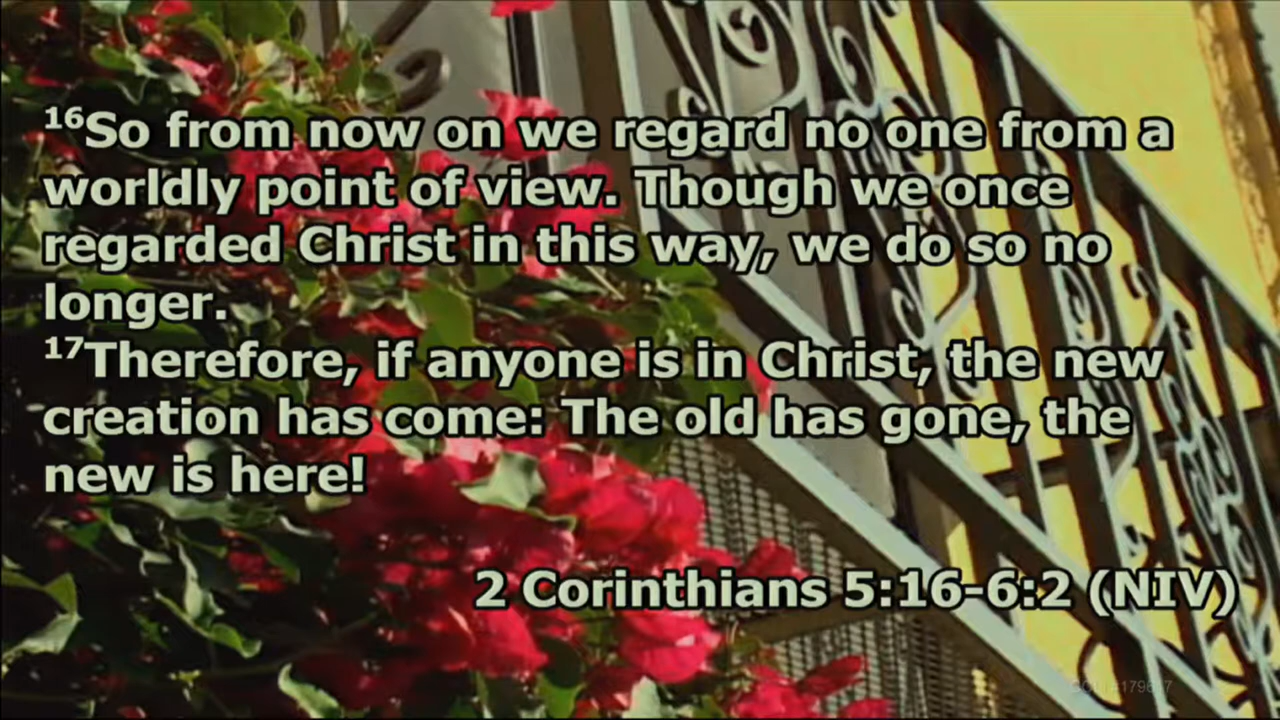 ¹⁶So from now on we regard no one from a
worldly point of view. Though we once
regarded Christ in this way, we do so no
longer.
¹⁷Therefore, if anyone is in Christ, the new
creation has come: The old has gone, the
new is here!
2 Corinthians 5:16-6:2 (NIV)